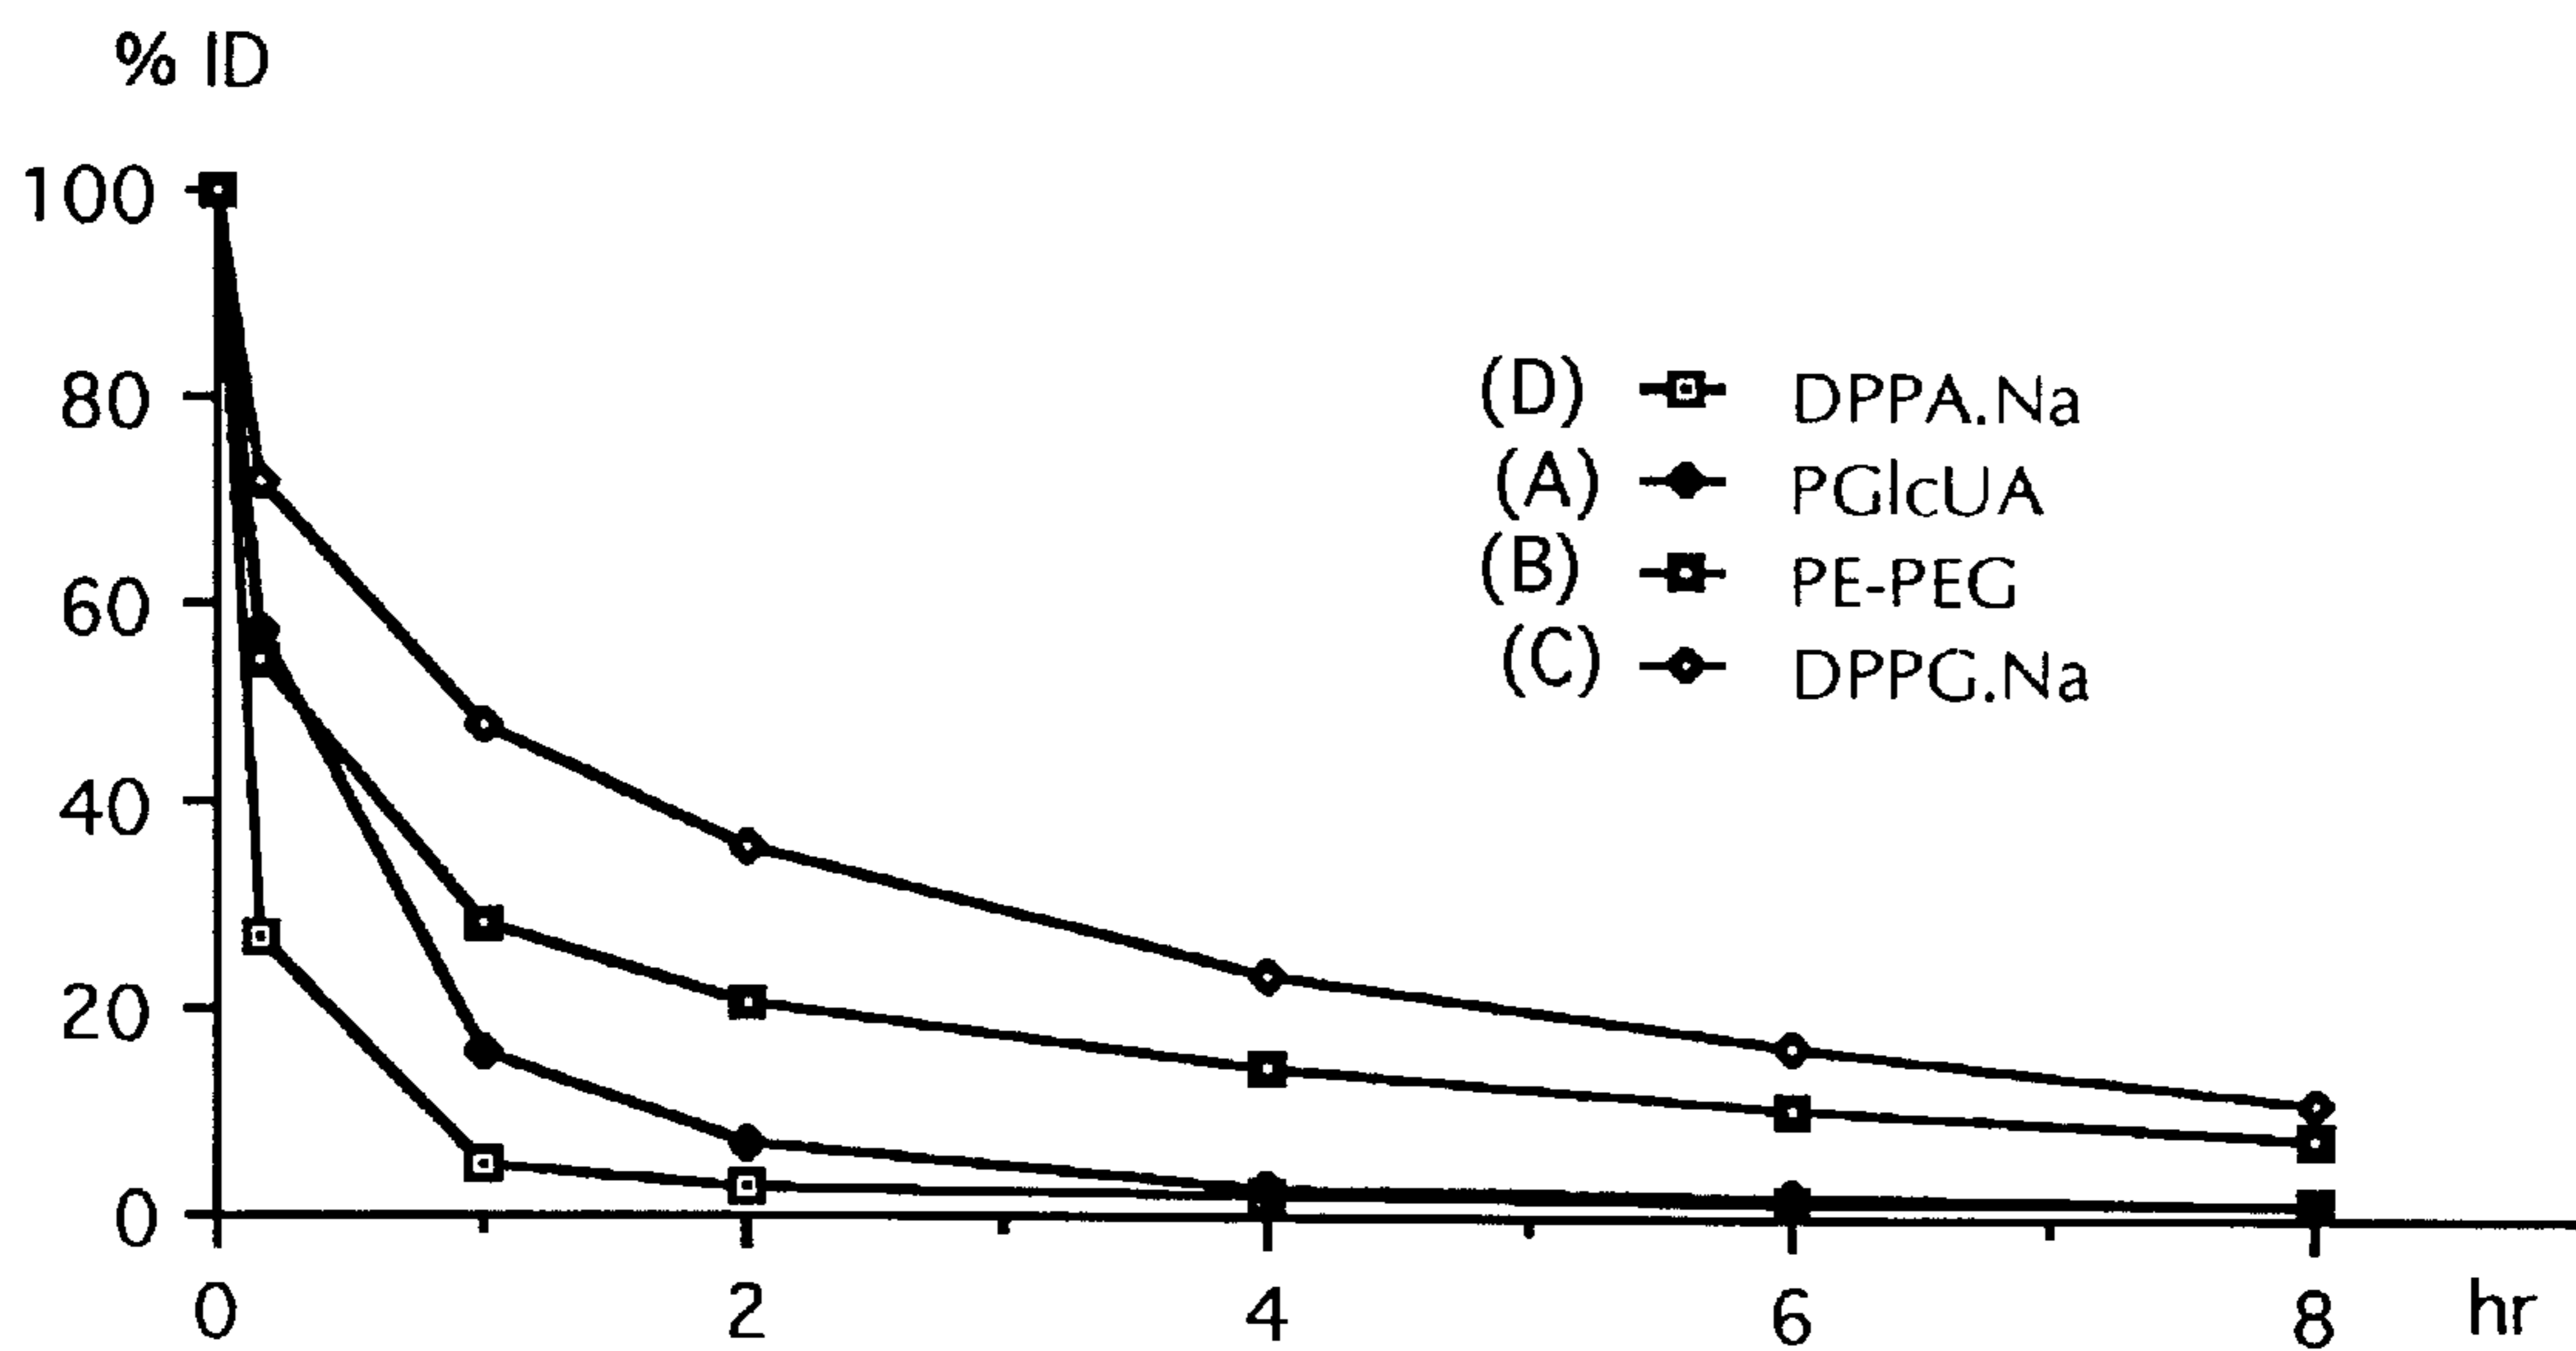 % ID
100
80
60
40
20
0
(D) DPPA.Na
(A) PGlcUA
(B) PE-PEG
(C) DPPG.Na
0 2 4 6 8 hr